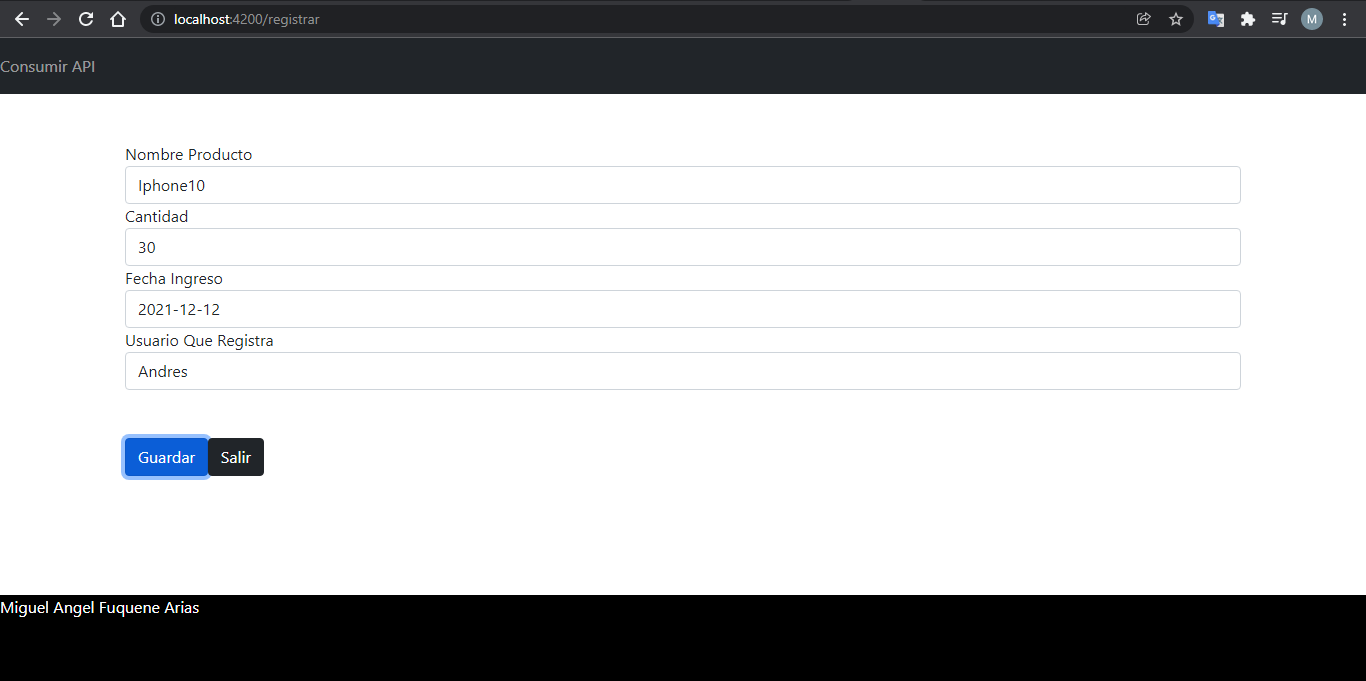 localhost:4200/registrar
M
Consumir API
Nombre Producto
Iphone10
Cantidad
30
Fecha Ingreso
2021-12-12
Usuario Que Registra
Andres
Guardar Salir
Miguel Angel Fuquene Arias